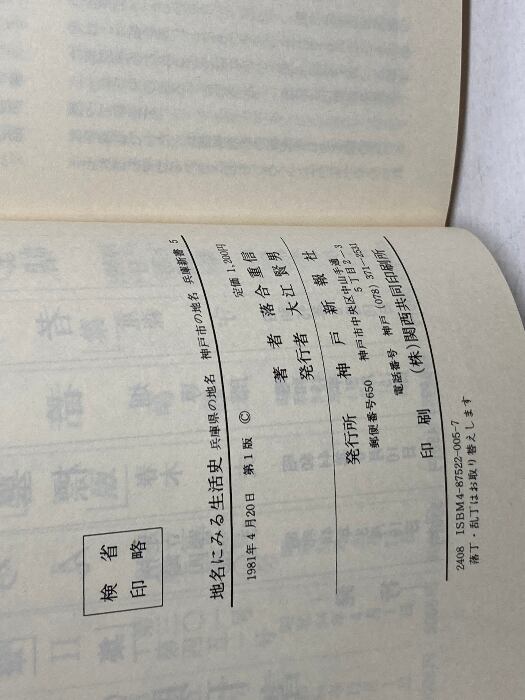 検省
印略
地名にみる生活史 兵庫県の地名 神戸市の地名 兵庫新書 5
1981年4月20日 第1版 © 定価 1,200円
著者 落合重信
発行者 大江賢男
発行所 神戸新報社
郵便番号650 神戸市中央区中山手通5丁目2-3
電話番号 神戸 (078) 371-2531
印刷 (株)関西共同印刷所
2408 ISBM4-87522-005-7
落丁・乱丁はお取り替えします